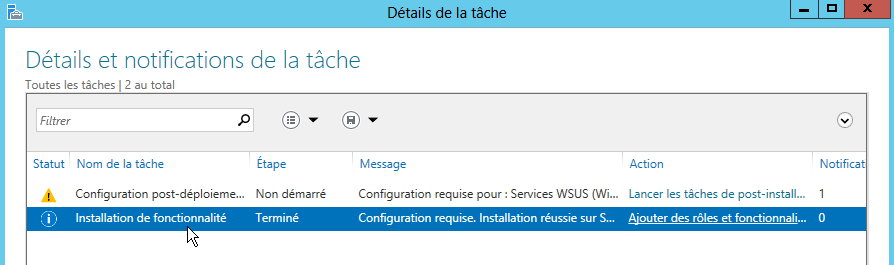 Détails de la tâche
Détails et notifications de la tâche
Toutes les tâches | 2 au total
Filtrer
Statut Nom de la tâche Étape Message Action Notificat
Configuration post-déploieme... Non démarré Configuration requise pour : Services WSUS (Wi... Lancer les tâches de post-install... 1
Installation de fonctionnalité Terminé Configuration requise. Installation réussie sur S... Ajouter des rôles et fonctionnali... 0